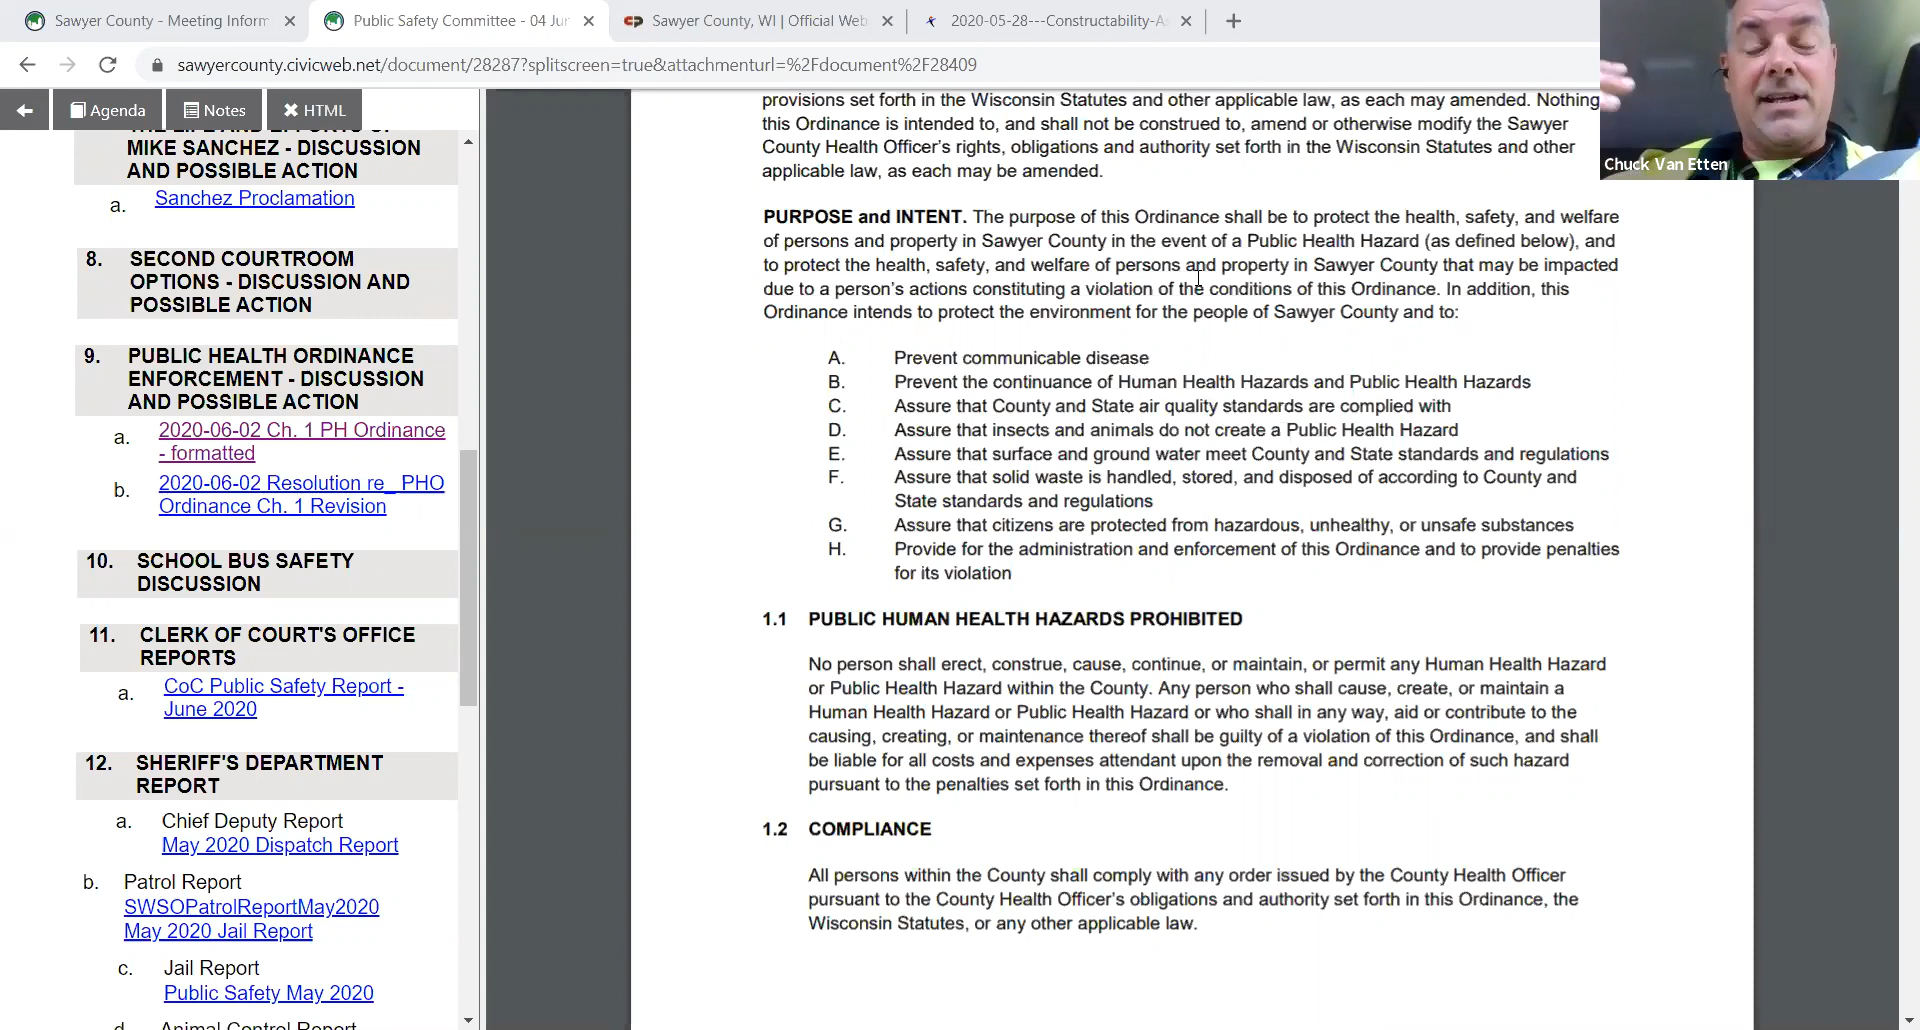 Sawyer County - Meeting Inform
Public Safety Committee - 04 Jun
Sawyer County, WI | Official Web
2020-05-28---Constructability-A
sawyercounty.civicweb.net/document/28287?splitscreen=true&attachmenturl=%2Fdocument%2F28409
Agenda
Notes
HTML
THE LIFE AND EFFORTS OF
MIKE SANCHEZ - DISCUSSION
AND POSSIBLE ACTION
a. Sanchez Proclamation
8. SECOND COURTROOM
OPTIONS - DISCUSSION AND
POSSIBLE ACTION
9. PUBLIC HEALTH ORDINANCE
ENFORCEMENT - DISCUSSION
AND POSSIBLE ACTION
a. 2020-06-02 Ch. 1 PH Ordinance
- formatted
b. 2020-06-02 Resolution re_ PHO
Ordinance Ch. 1 Revision
10. SCHOOL BUS SAFETY
DISCUSSION
11. CLERK OF COURT'S OFFICE
REPORTS
a. CoC Public Safety Report -
June 2020
12. SHERIFF'S DEPARTMENT
REPORT
a. Chief Deputy Report
May 2020 Dispatch Report
b. Patrol Report
SWSOPatrolReportMay2020
May 2020 Jail Report
c. Jail Report
Public Safety May 2020
d. Animal Control Report
provisions set forth in the Wisconsin Statutes and other applicable law, as each may amended. Nothing
this Ordinance is intended to, and shall not be construed to, amend or otherwise modify the Sawyer
County Health Officer's rights, obligations and authority set forth in the Wisconsin Statutes and other
applicable law, as each may be amended.
PURPOSE and INTENT. The purpose of this Ordinance shall be to protect the health, safety, and welfare
of persons and property in Sawyer County in the event of a Public Health Hazard (as defined below), and
to protect the health, safety, and welfare of persons and property in Sawyer County that may be impacted
due to a person's actions constituting a violation of the conditions of this Ordinance. In addition, this
Ordinance intends to protect the environment for the people of Sawyer County and to:
A. Prevent communicable disease
B. Prevent the continuance of Human Health Hazards and Public Health Hazards
C. Assure that County and State air quality standards are complied with
D. Assure that insects and animals do not create a Public Health Hazard
E. Assure that surface and ground water meet County and State standards and regulations
F. Assure that solid waste is handled, stored, and disposed of according to County and
State standards and regulations
G. Assure that citizens are protected from hazardous, unhealthy, or unsafe substances
H. Provide for the administration and enforcement of this Ordinance and to provide penalties
for its violation
1.1 PUBLIC HUMAN HEALTH HAZARDS PROHIBITED
No person shall erect, construe, cause, continue, or maintain, or permit any Human Health Hazard
or Public Health Hazard within the County. Any person who shall cause, create, or maintain a
Human Health Hazard or Public Health Hazard or who shall in any way, aid or contribute to the
causing, creating, or maintenance thereof shall be guilty of a violation of this Ordinance, and shall
be liable for all costs and expenses attendant upon the removal and correction of such hazard
pursuant to the penalties set forth in this Ordinance.
1.2 COMPLIANCE
All persons within the County shall comply with any order issued by the County Health Officer
pursuant to the County Health Officer's obligations and authority set forth in this Ordinance, the
Wisconsin Statutes, or any other applicable law.
Chuck Van Etten